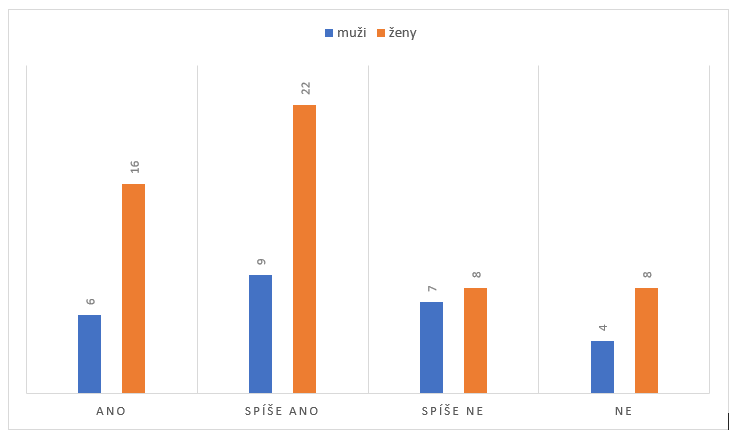 muži ženy
6 16 9 22 7 8 4 8
ANO SPÍŠE ANO SPÍŠE NE NE